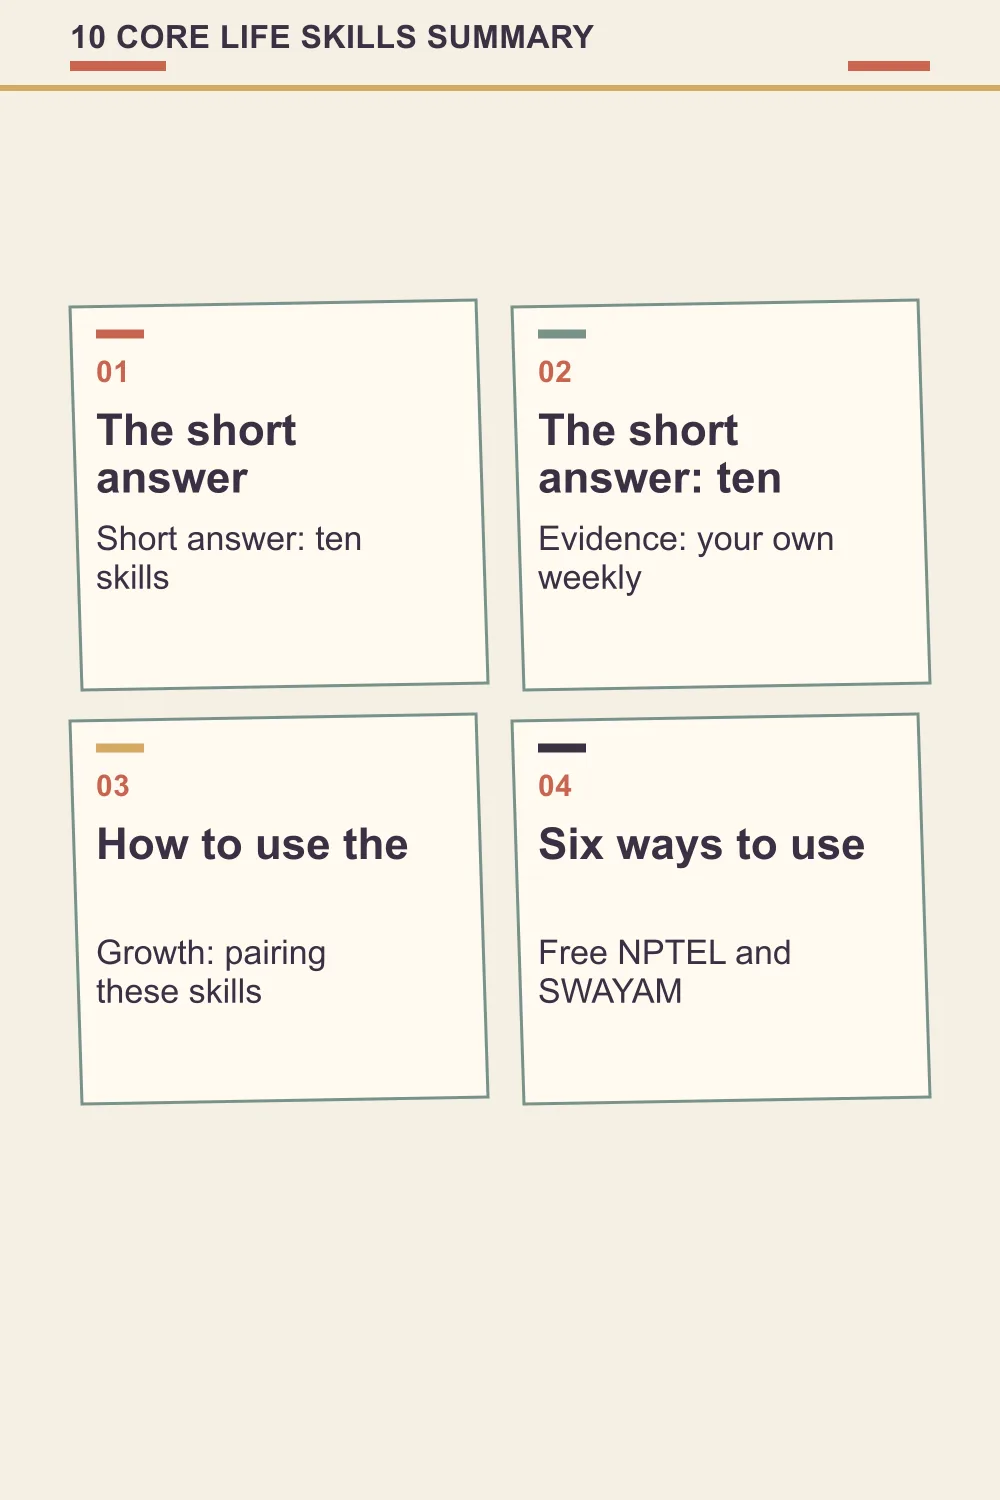 10 CORE LIFE SKILLS SUMMARY
01
The short
answer
Short answer: ten
skills
02
The short
answer: ten
Evidence: your own
weekly
03
How to use the
Growth: pairing
these skills
04
Six ways to use
Free NPTEL and
SWAYAM